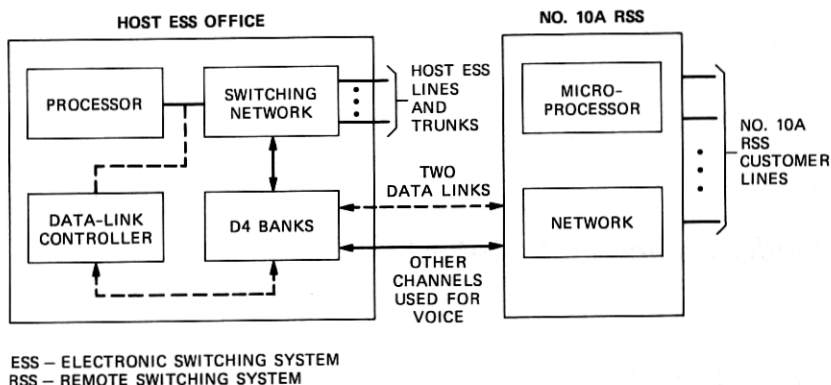 HOST ESS OFFICE
PROCESSOR
SWITCHING
NETWORK
HOST ESS
LINES
AND
TRUNKS
DATA-LINK
CONTROLLER
D4 BANKS
TWO
DATA LINKS
OTHER
CHANNELS
USED FOR
VOICE
NO. 10A RSS
MICRO-
PROCESSOR
NETWORK
NO. 10A
RSS
CUSTOMER
LINES
ESS – ELECTRONIC SWITCHING SYSTEM
RSS – REMOTE SWITCHING SYSTEM